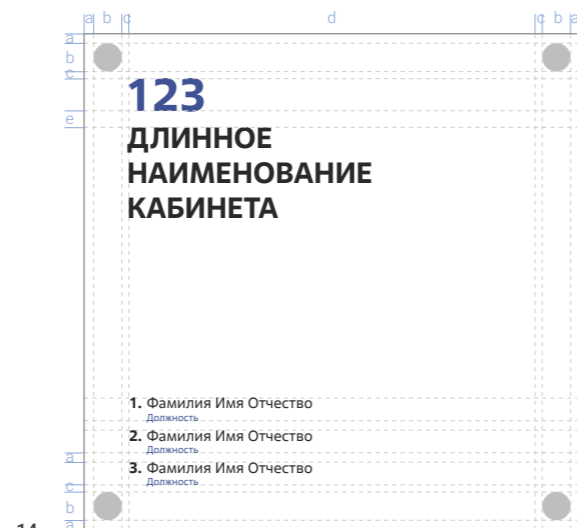 a b c d c b a
a
b
c
123
e
ДЛИННОЕ
НАИМЕНОВАНИЕ
КАБИНЕТА
1. Фамилия Имя Отчество
Должность
2. Фамилия Имя Отчество
Должность
a
3. Фамилия Имя Отчество
Должность
c
b
a